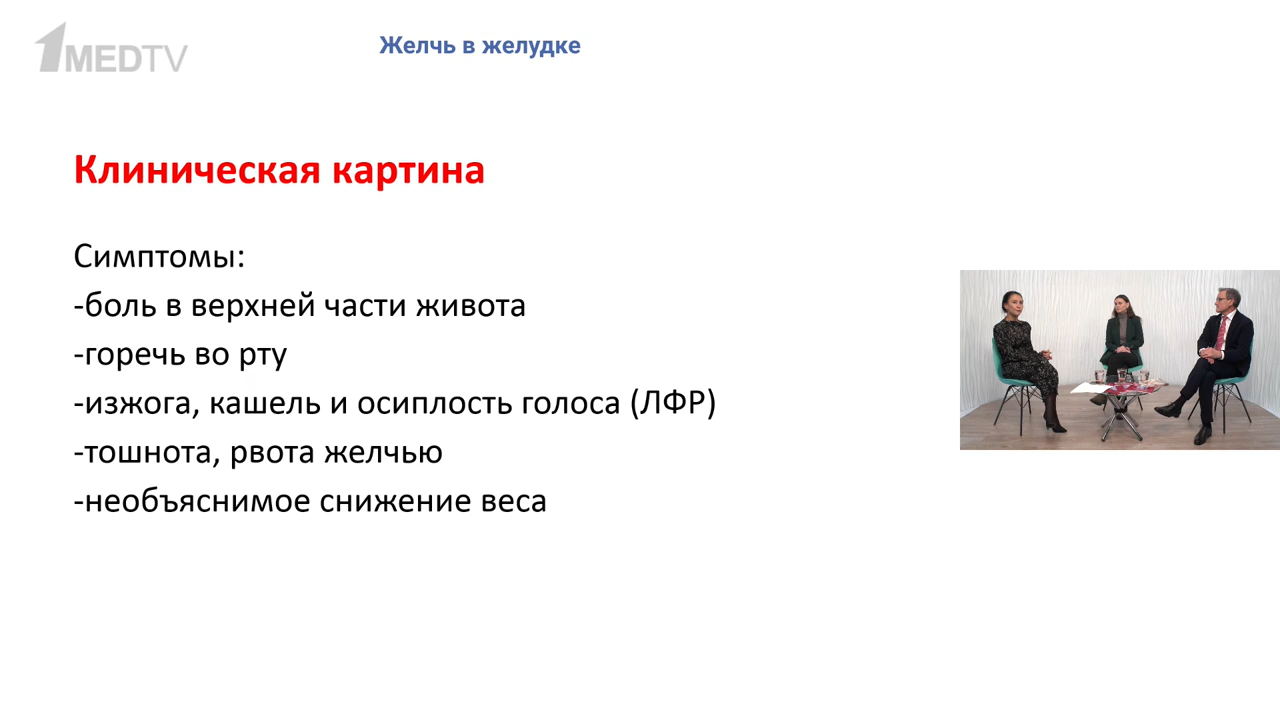 1MEDTV
Желчь в желудке
Клиническая картина
Симптомы:
-боль в верхней части живота
-горечь во рту
-изжога, кашель и осиплость голоса (ЛФР)
-тошнота, рвота желчью
-необъяснимое снижение веса